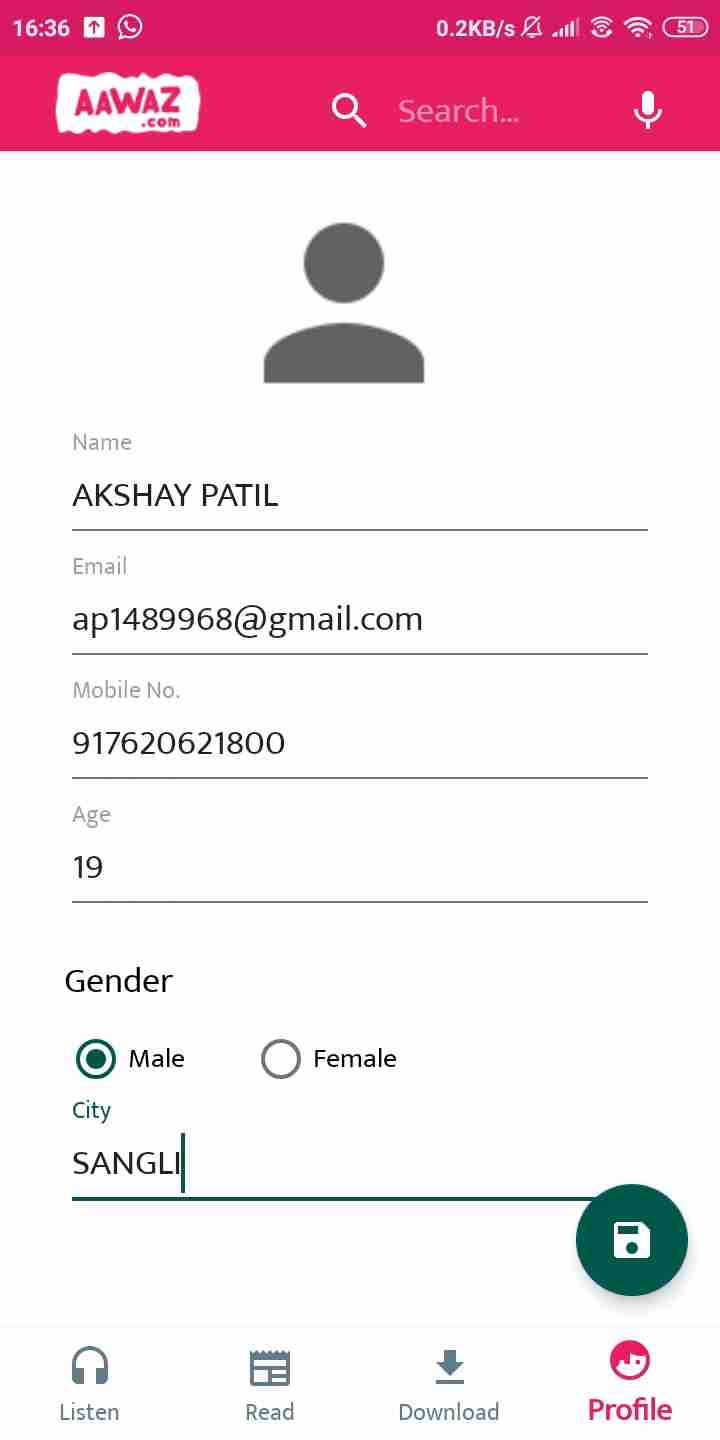 16:36 0.2KB/s 51
AAWAZ
.com
Search...
Name
AKSHAY PATIL
Email
ap1489968@gmail.com
Mobile No.
917620621800
Age
19
Gender
Male Female
City
SANGLI
Listen Read Download Profile